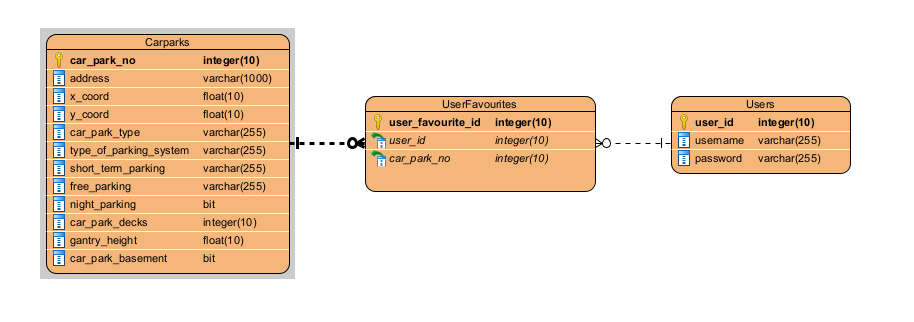 Carparks
car_park_no integer(10)
address varchar(1000)
x_coord float(10)
y_coord float(10)
car_park_type varchar(255)
type_of_parking_system varchar(255)
short_term_parking varchar(255)
free_parking varchar(255)
night_parking bit
car_park_decks integer(10)
gantry_height float(10)
car_park_basement bit
UserFavourites
user_favourite_id integer(10)
user_id integer(10)
car_park_no integer(10)
Users
user_id integer(10)
username varchar(255)
password varchar(255)